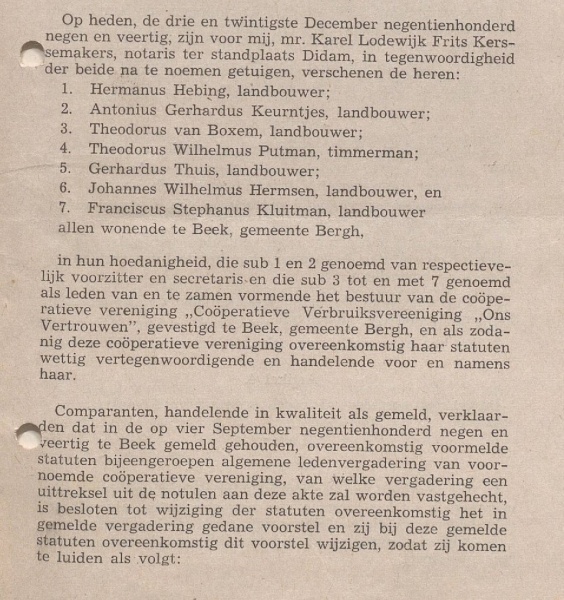 Op heden, de drie en twintigste December negentienhonderd
negen en veertig, zijn voor mij, mr. Karel Lodewijk Frits Kers-
semakers, notaris ter standplaats Didam, in tegenwoordigheid
der beide na te noemen getuigen, verschenen de heren:
1. Hermanus Hebing, landbouwer;
2. Antonius Gerhardus Keurntjes, landbouwer;
3. Theodorus van Boxem, landbouwer;
4. Theodorus Wilhelmus Putman, timmerman;
5. Gerhardus Thuis, landbouwer;
6. Johannes Wilhelmus Hermsen, landbouwer, en
7. Franciscus Stephanus Kluitman, landbouwer
allen wonende te Beek, gemeente Bergh,
in hun hoedanigheid, die sub 1 en 2 genoemd van respectieve-
lijk voorzitter en secretaris en die sub 3 tot en met 7 genoemd
als leden van en te zamen vormende het bestuur van de coöpe-
ratieve vereniging „Coöperatieve Verbruiksvereeniging „Ons
Vertrouwen”, gevestigd te Beek, gemeente Bergh, en als zoda-
nig deze coöperatieve vereniging overeenkomstig haar statuten
wettig vertegenwoordigende en handelende voor en namens
haar.
Comparanten, handelende in kwaliteit als gemeld, verklaar-
den dat in de op vier September negentienhonderd negen en
veertig te Beek gemeld gehouden, overeenkomstig voormelde
statuten bijeengeroepen algemene ledenvergadering van voor-
noemde coöperatieve vereniging, van welke vergadering een
uittreksel uit de notulen aan deze akte zal worden vastgehecht,
is besloten tot wijziging der statuten overeenkomstig het in
gemelde vergadering gedane voorstel en zij bij deze gemelde
statuten overeenkomstig dit voorstel wijzigen, zodat zij komen
te luiden als volgt: